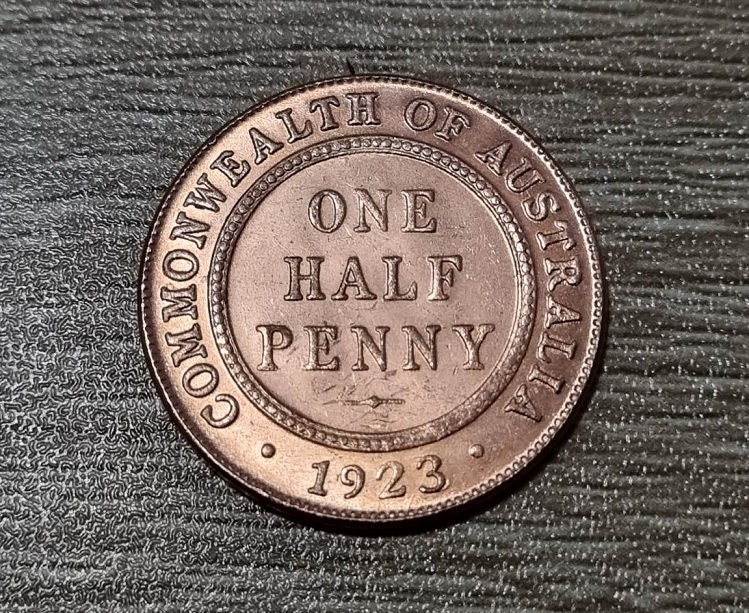 COMMONWEALTH OF AUSTRALIA
ONE
HALF
PENNY
1923